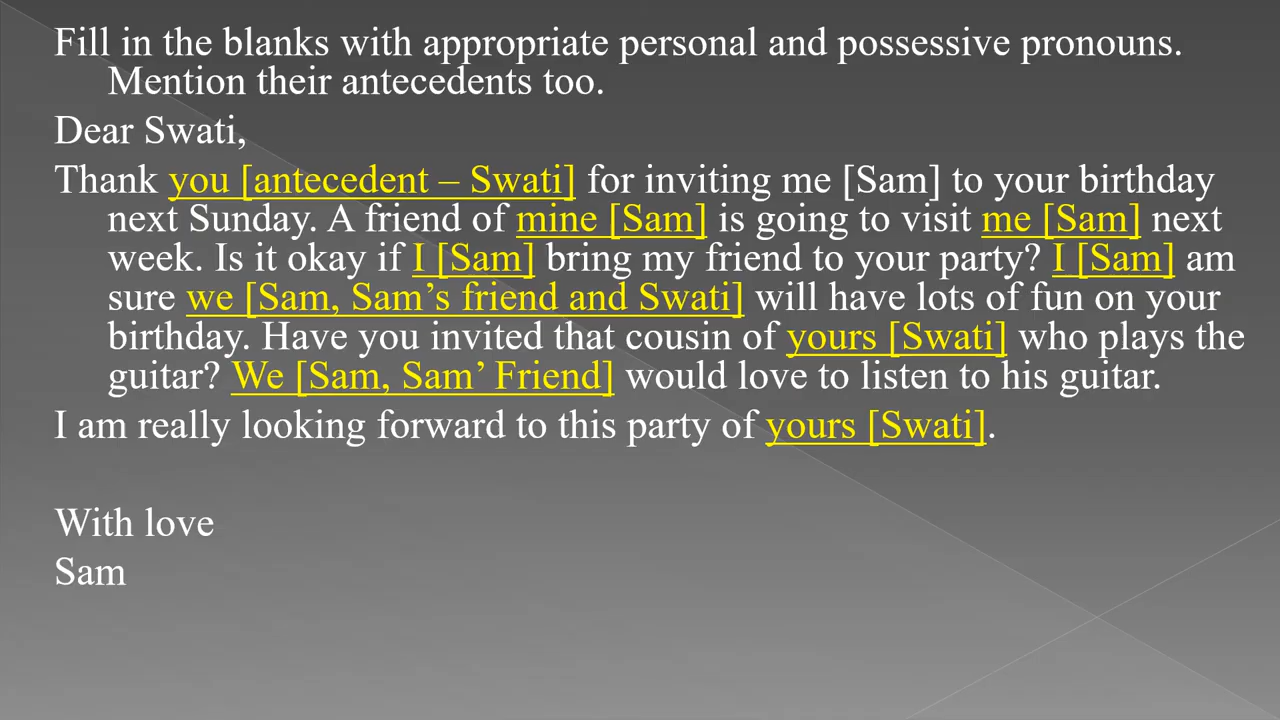 Fill in the blanks with appropriate personal and possessive pronouns.
Mention their antecedents too.
Dear Swati,
Thank you [antecedent – Swati] for inviting me [Sam] to your birthday
next Sunday. A friend of mine [Sam] is going to visit me [Sam] next
week. Is it okay if I [Sam] bring my friend to your party? I [Sam] am
sure we [Sam, Sam’s friend and Swati] will have lots of fun on your
birthday. Have you invited that cousin of yours [Swati] who plays the
guitar? We [Sam, Sam’ Friend] would love to listen to his guitar.
I am really looking forward to this party of yours [Swati].
With love
Sam